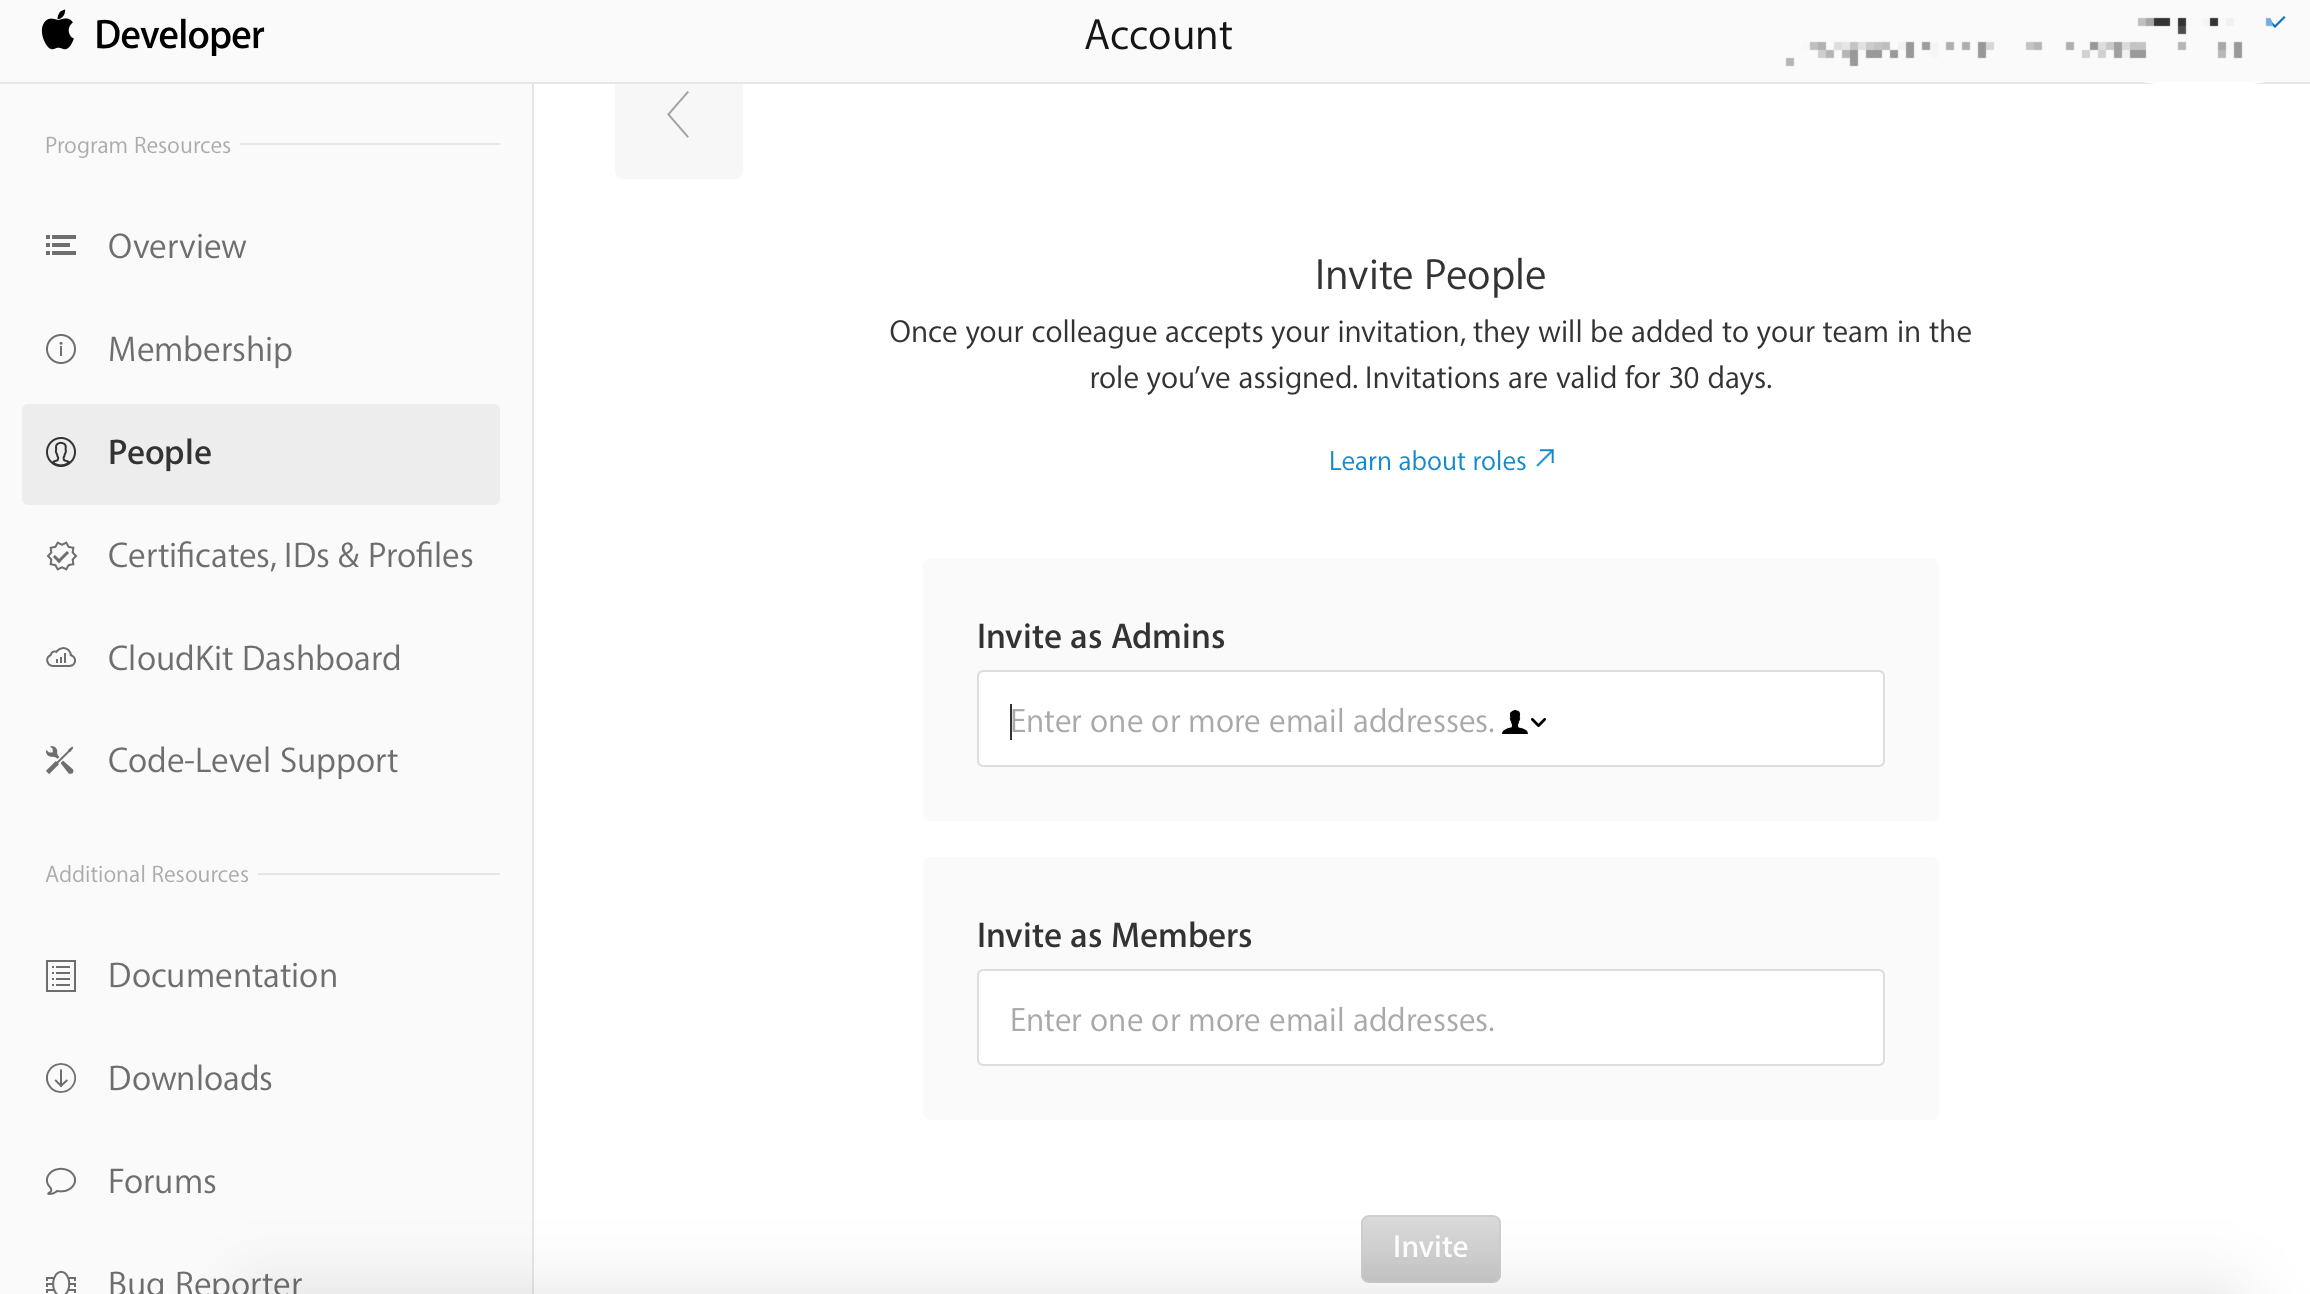 Developer
Account
Program Resources
Overview
Membership
People
Certificates, IDs & Profiles
CloudKit Dashboard
Code-Level Support
Additional Resources
Documentation
Downloads
Forums
Bug Reporter
Invite People
Once your colleague accepts your invitation, they will be added to your team in the
role you’ve assigned. Invitations are valid for 30 days.
Learn about roles
Invite as Admins
Enter one or more email addresses.
Invite as Members
Enter one or more email addresses.
Invite